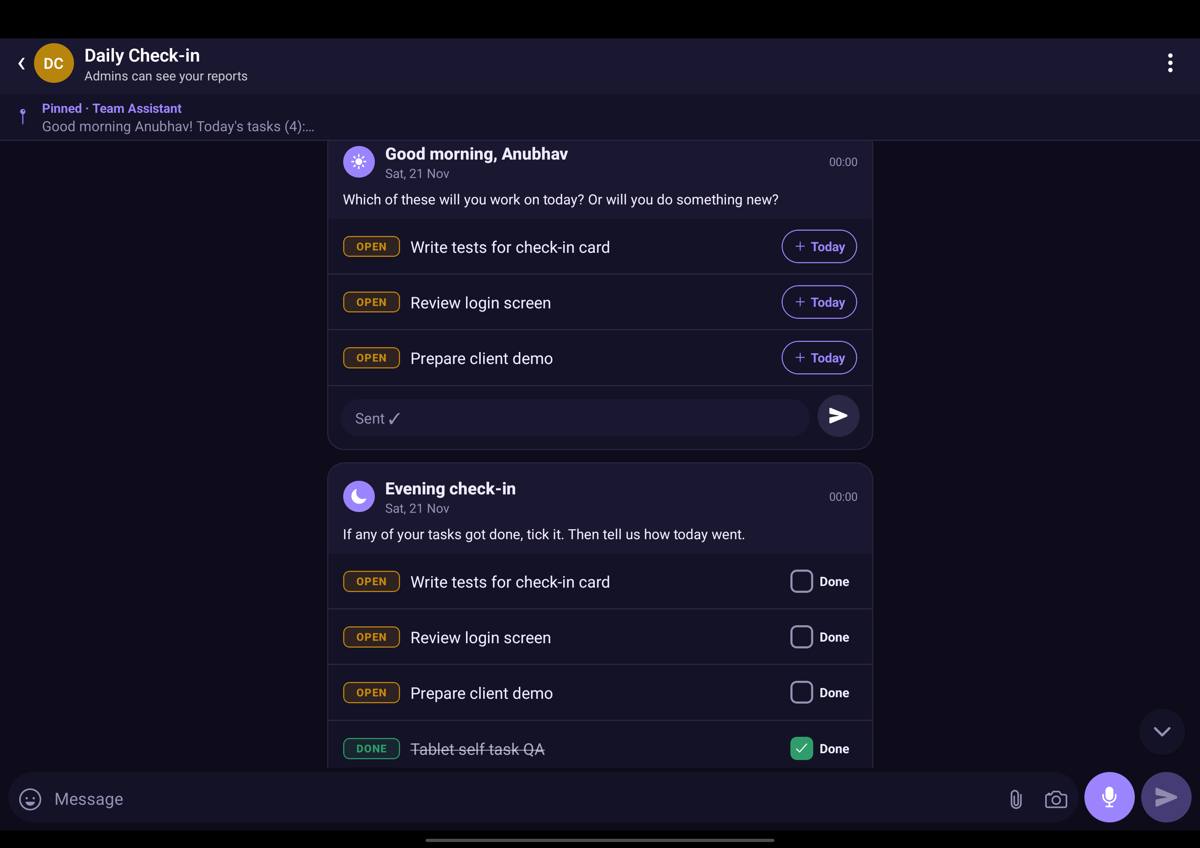 DC
Daily Check-in
Admins can see your reports
Pinned · Team Assistant
Good morning Anubhav! Today's tasks (4):...
Good morning, Anubhav
Sat, 21 Nov
00:00
Which of these will you work on today? Or will you do something new?
OPEN Write tests for check-in card + Today
OPEN Review login screen + Today
OPEN Prepare client demo + Today
Sent ✓
Evening check-in
Sat, 21 Nov
00:00
If any of your tasks got done, tick it. Then tell us how today went.
OPEN Write tests for check-in card Done
OPEN Review login screen Done
OPEN Prepare client demo Done
DONE Tablet self task QA Done
Message